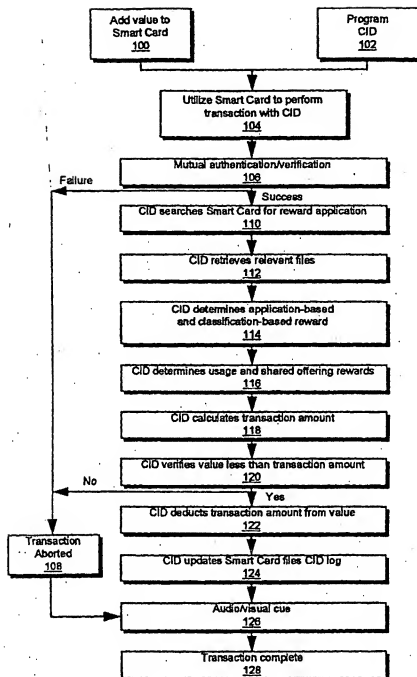 Add value to
Smart Card
100
Program
CID
102
Utilize Smart Card to perform
transaction with CID
104
Mutual authentication/verification
106
Failure
Success
CID searches Smart Card for reward application
110
CID retrieves relevant files
112
CID determines application-based
and classification-based reward
114
CID determines usage and shared offering rewards
116
CID calculates transaction amount
118
CID verifies value less than transaction amount
120
No
Yes
CID deducts transaction amount from value
122
Transaction
Aborted
108
CID updates Smart Card files CID log
124
Audio/visual cue
126
Transaction complete
128